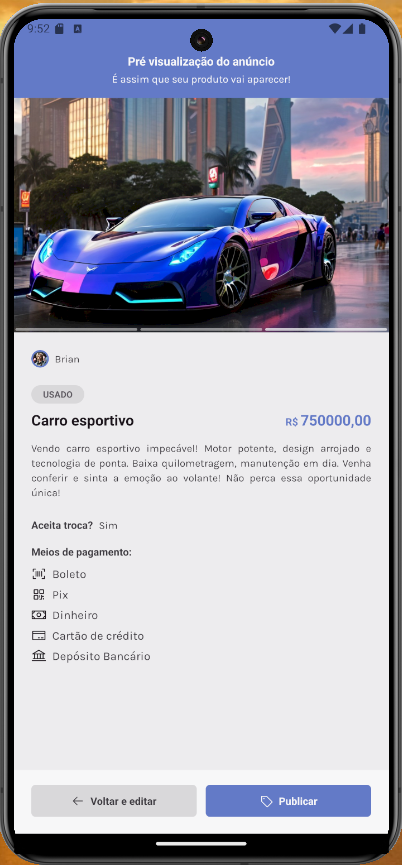 9:52
Pré visualização do anúncio
É assim que seu produto vai aparecer!
Brian
USADO
Carro esportivo R$ 750000,00
Vendo carro esportivo impecável! Motor potente, design arrojado e
tecnologia de ponta. Baixa quilometragem, manutenção em dia. Venha
conferir e sinta a emoção ao volante! Não perca essa oportunidade
única!
Aceita troca? Sim
Meios de pagamento:
Boleto
Pix
Dinheiro
Cartão de crédito
Depósito Bancário
Voltar e editar Publicar